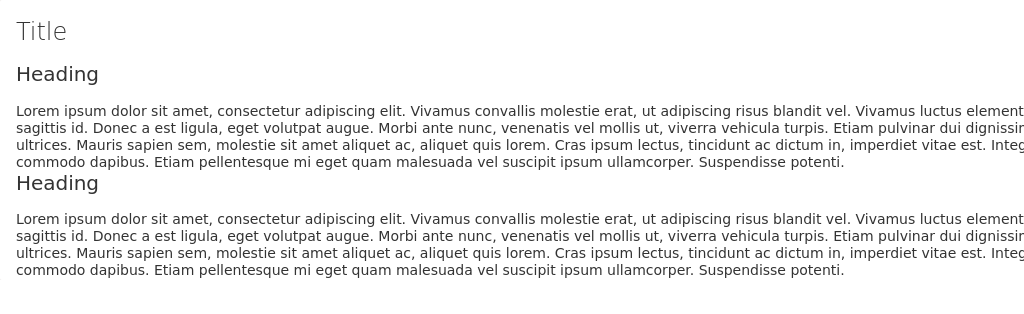 Title
Heading
Lorem ipsum dolor sit amet, consectetur adipiscing elit. Vivamus convallis molestie erat, ut adipiscing risus blandit vel. Vivamus luctus element
sagittis id. Donec a est ligula, eget volutpat augue. Morbi ante nunc, venenatis vel mollis ut, viverra vehicula turpis. Etiam pulvinar dui dignissir
ultrices. Mauris sapien sem, molestie sit amet aliquet ac, aliquet quis lorem. Cras ipsum lectus, tincidunt ac dictum in, imperdiet vitae est. Integ
commodo dapibus. Etiam pellentesque mi eget quam malesuada vel suscipit ipsum ullamcorper. Suspendisse potenti.
Heading
Lorem ipsum dolor sit amet, consectetur adipiscing elit. Vivamus convallis molestie erat, ut adipiscing risus blandit vel. Vivamus luctus element
sagittis id. Donec a est ligula, eget volutpat augue. Morbi ante nunc, venenatis vel mollis ut, viverra vehicula turpis. Etiam pulvinar dui dignissir
ultrices. Mauris sapien sem, molestie sit amet aliquet ac, aliquet quis lorem. Cras ipsum lectus, tincidunt ac dictum in, imperdiet vitae est. Integ
commodo dapibus. Etiam pellentesque mi eget quam malesuada vel suscipit ipsum ullamcorper. Suspendisse potenti.